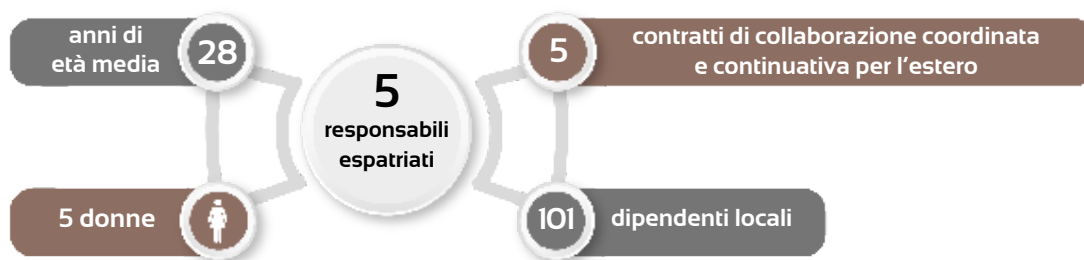 anni di
età media
28
5 donne
5
responsabili
espatriati
5
contratti di collaborazione coordinata
e continuativa per l'estero
101
dipendenti locali